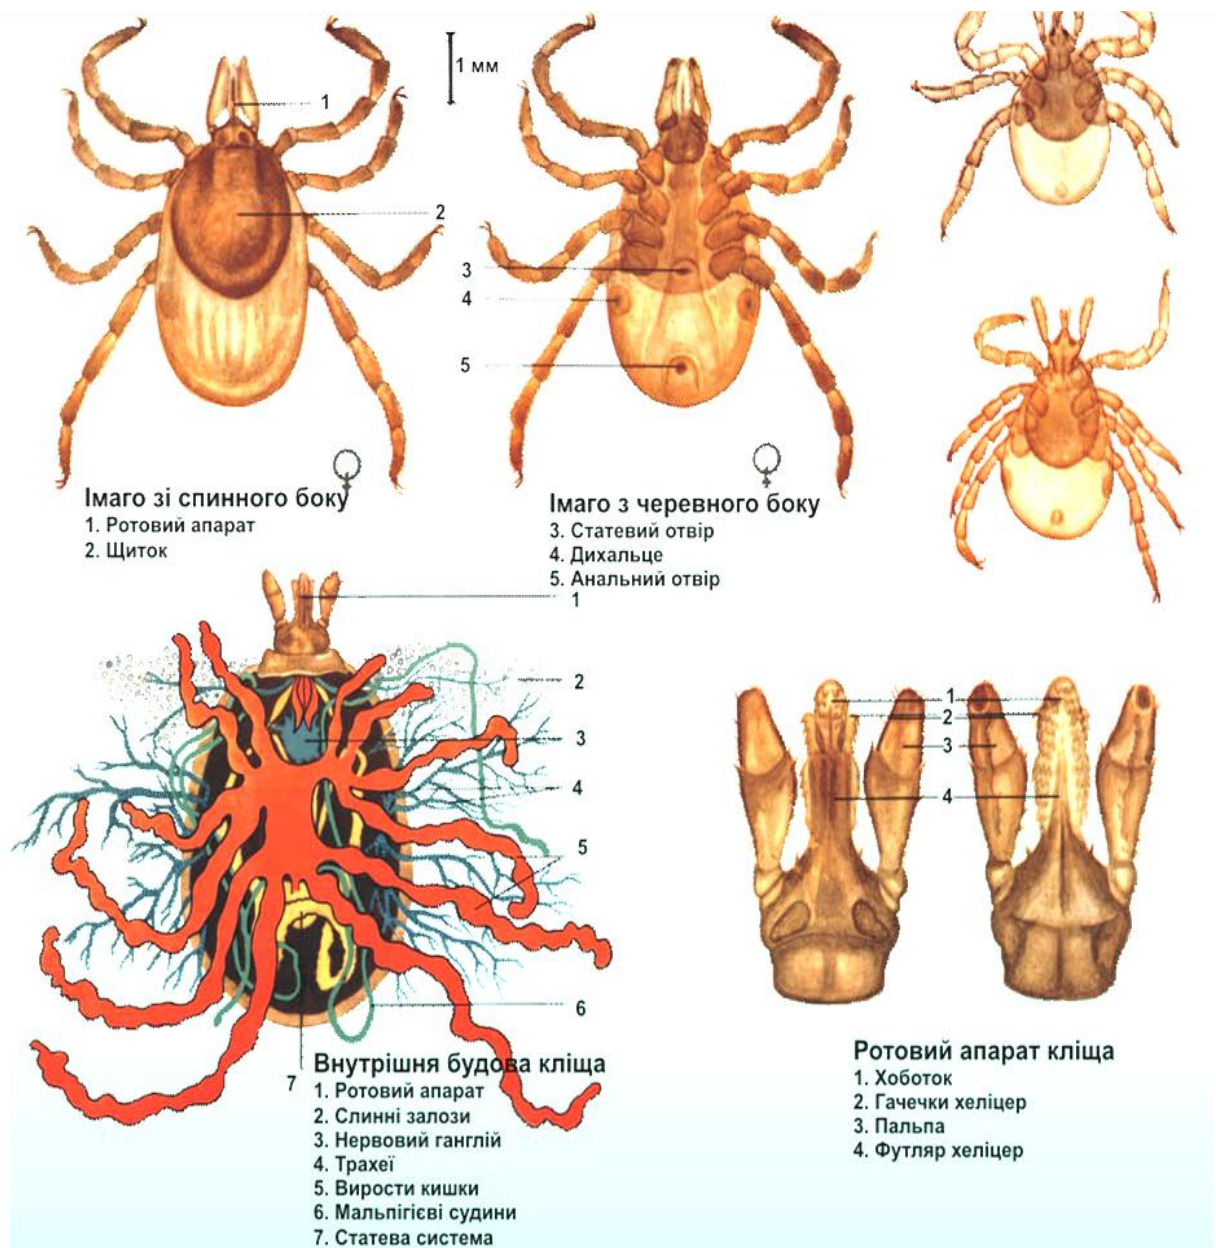 1 мм
1
2
3
4
5
Імаго зі спинного боку
1. Ротовий апарат
2. Щиток
Імаго з черевного боку
3. Статевий отвір
4. Дихальце
5. Анальний отвір
1
2
3
4
5
6
7
Внутрішня будова кліща
1. Ротовий апарат
2. Слинні залози
3. Нервовий ганглій
4. Трахеї
5. Вирости кишки
6. Мальпігієві судини
7. Статева система
1
2
3
4
Ротовий апарат кліща
1. Хоботок
2. Гачечки хеліцер
3. Пальпа
4. Футляр хеліцер